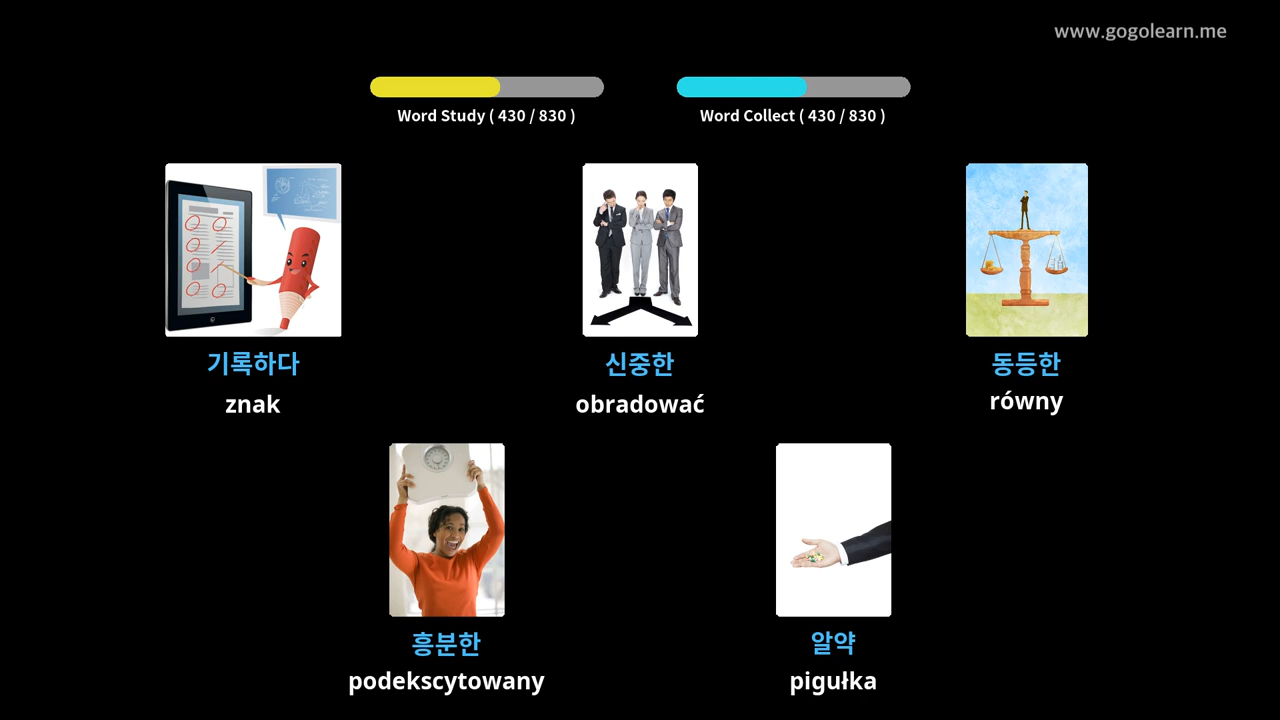 www.gogolearn.me
Word Study ( 430 / 830 )
Word Collect ( 430 / 830 )
기록하다
znak
신중한
obradować
동등한
równy
흥분한
podekscytowany
알약
pigułka